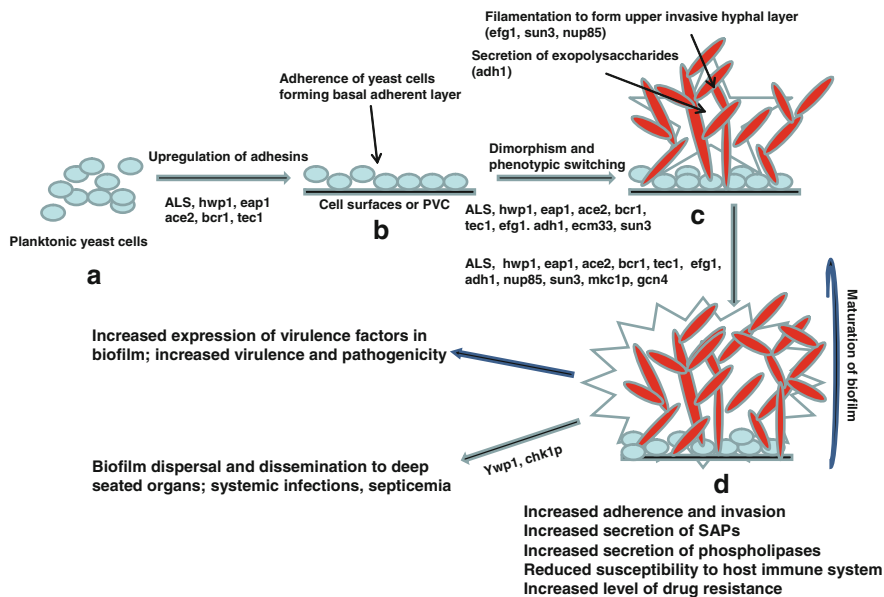 Filamentation to form upper invasive hyphal layer
(efg1, sun3, nup85)
Secretion of exopolysaccharides
(adh1)
Adherence of yeast cells
forming basal adherent layer
Upregulation of adhesins
ALS, hwp1, eap1
ace2, bcr1, tec1
Planktonic yeast cells
a
Cell surfaces or PVC
b
Dimorphism and
phenotypic switching
ALS, hwp1, eap1, ace2, bcr1,
tec1, efg1. adh1, ecm33, sun3
c
ALS, hwp1, eap1, ace2, bcr1, tec1, efg1,
adh1, nup85, sun3, mkc1p, gcn4
Maturation of biofilm
Increased expression of virulence factors in
biofilm; increased virulence and pathogenicity
Ywp1, chk1p
Biofilm dispersal and dissemination to deep
seated organs; systemic infections, septicemia
d
Increased adherence and invasion
Increased secretion of SAPs
Increased secretion of phospholipases
Reduced susceptibility to host immune system
Increased level of drug resistance